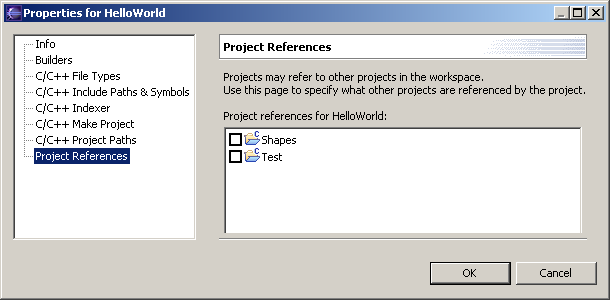 Properties for HelloWorld
Info
Builders
C/C++ File Types
C/C++ Include Paths & Symbols
C/C++ Indexer
C/C++ Make Project
C/C++ Project Paths
Project References
Project References
Projects may refer to other projects in the workspace.
Use this page to specify what other projects are referenced by the project.
Project references for HelloWorld:
C Shapes
C Test
OK
Cancel